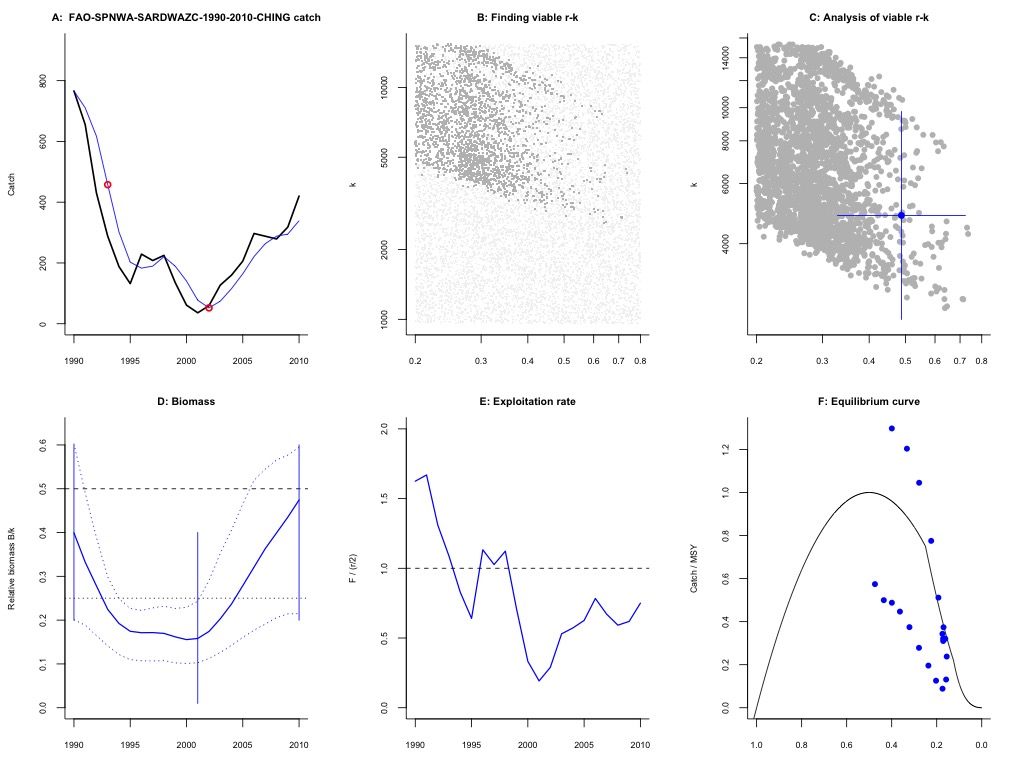 A: FAO-SPNWA-SARDWAZC-1990-2010-CHING catch
Catch
0 200 400 600 800
1990 1995 2000 2005 2010
B: Finding viable r-k
k
1000 2000 5000 10000
0.2 0.3 0.4 0.5 0.6 0.7 0.8
C: Analysis of viable r-k
k
4000 6000 8000 10000 14000
0.2 0.3 0.4 0.5 0.6 0.7 0.8
D: Biomass
Relative biomass B/k
0.0 0.1 0.2 0.3 0.4 0.5 0.6
1990 1995 2000 2005 2010
E: Exploitation rate
F / (r/2)
0.0 0.5 1.0 1.5 2.0
1990 1995 2000 2005 2010
F: Equilibrium curve
Catch / MSY
0.0 0.2 0.4 0.6 0.8 1.0 1.2
1.0 0.8 0.6 0.4 0.2 0.0